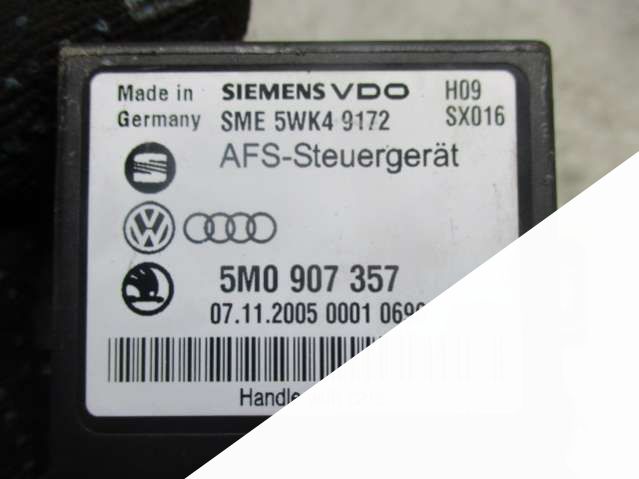 Made in SIEMENS VDO H09
Germany SME 5WK4 9172 SX016
AFS-Steuergerät
5M0 907 357
07.11.2005 0001
Handle